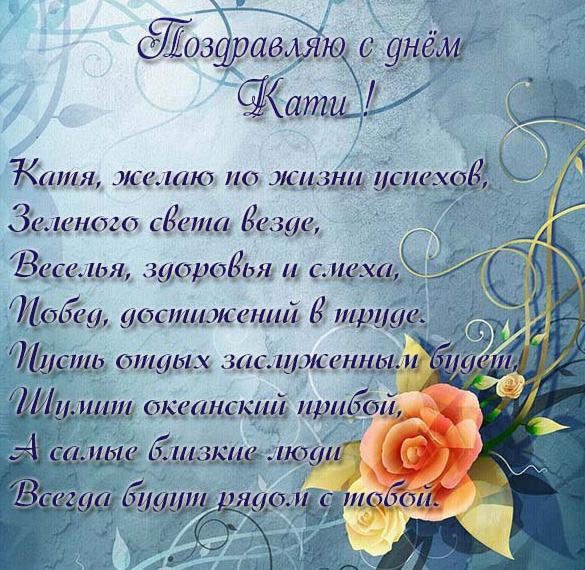 Поздравляю с днём
Кати !
Катя, желаю по жизни успехов,
Зеленого света везде,
Веселья, здоровья и смеха,
Побед, достижений в труде.
Пусть отдых заслуженным будет,
Шумит океанский прибой,
А самые близкие люди
Всегда будут рядом с тобой.